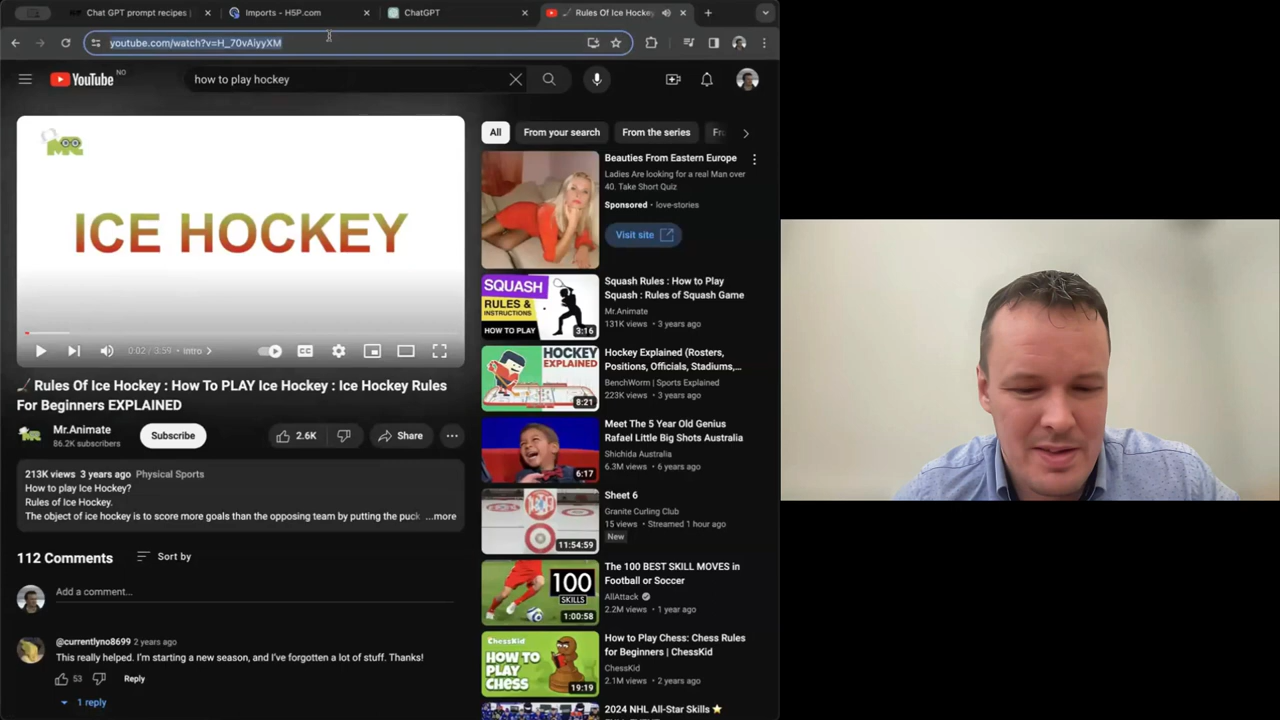 Chat GPT prompt recipes
Imports - H5P.com
ChatGPT
Rules Of Ice Hockey
youtube.com/watch?v=H_70vAiyyXM
YouTube NO
how to play hockey
ICE HOCKEY
0:02 / 3:59 • Intro
CC
Rules Of Ice Hockey : How To PLAY Ice Hockey : Ice Hockey Rules
For Beginners EXPLAINED
Mr.Animate
86.2K subscribers
Subscribe
2.6K
Share
213K views 3 years ago Physical Sports
How to play Ice Hockey?
Rules of Ice Hockey.
The object of ice hockey is to score more goals than the opposing team by putting the puck ...more
112 Comments
Sort by
Add a comment...
@currentlyno8699 2 years ago
This really helped. I'm starting a new season, and I've forgotten a lot of stuff. Thanks!
53
Reply
1 reply
All
From your search
From the series
Fro
Beauties From Eastern Europe
Ladies Are looking for a real Man over
40. Take Short Quiz
Sponsored • love-stories
Visit site
SQUASH
RULES &
INSTRUCTIONS
HOW TO PLAY
3:16
Squash Rules : How to Play
Squash : Rules of Squash Game
Mr.Animate
131K views • 3 years ago
HOCKEY
EXPLAINED
8:21
Hockey Explained (Rosters,
Positions, Officials, Stadiums,...
BenchWorm | Sports Explained
223K views • 3 years ago
6:17
Meet The 5 Year Old Genius
Rafael Little Big Shots Australia
Shichida Australia
6.3M views • 6 years ago
11:54:59
Sheet 6
Granite Curling Club
15 views • Streamed 1 hour ago
New
100
SKILLS
1:00:58
The 100 BEST SKILL MOVES in
Football or Soccer
AllAttack
2.2M views • 1 year ago
ChessKid
HOW TO
PLAY
CHESS
19:19
How to Play Chess: Chess Rules
for Beginners | ChessKid
ChessKid
2.1M views • 2 years ago
2024 NHL All-Star Skills